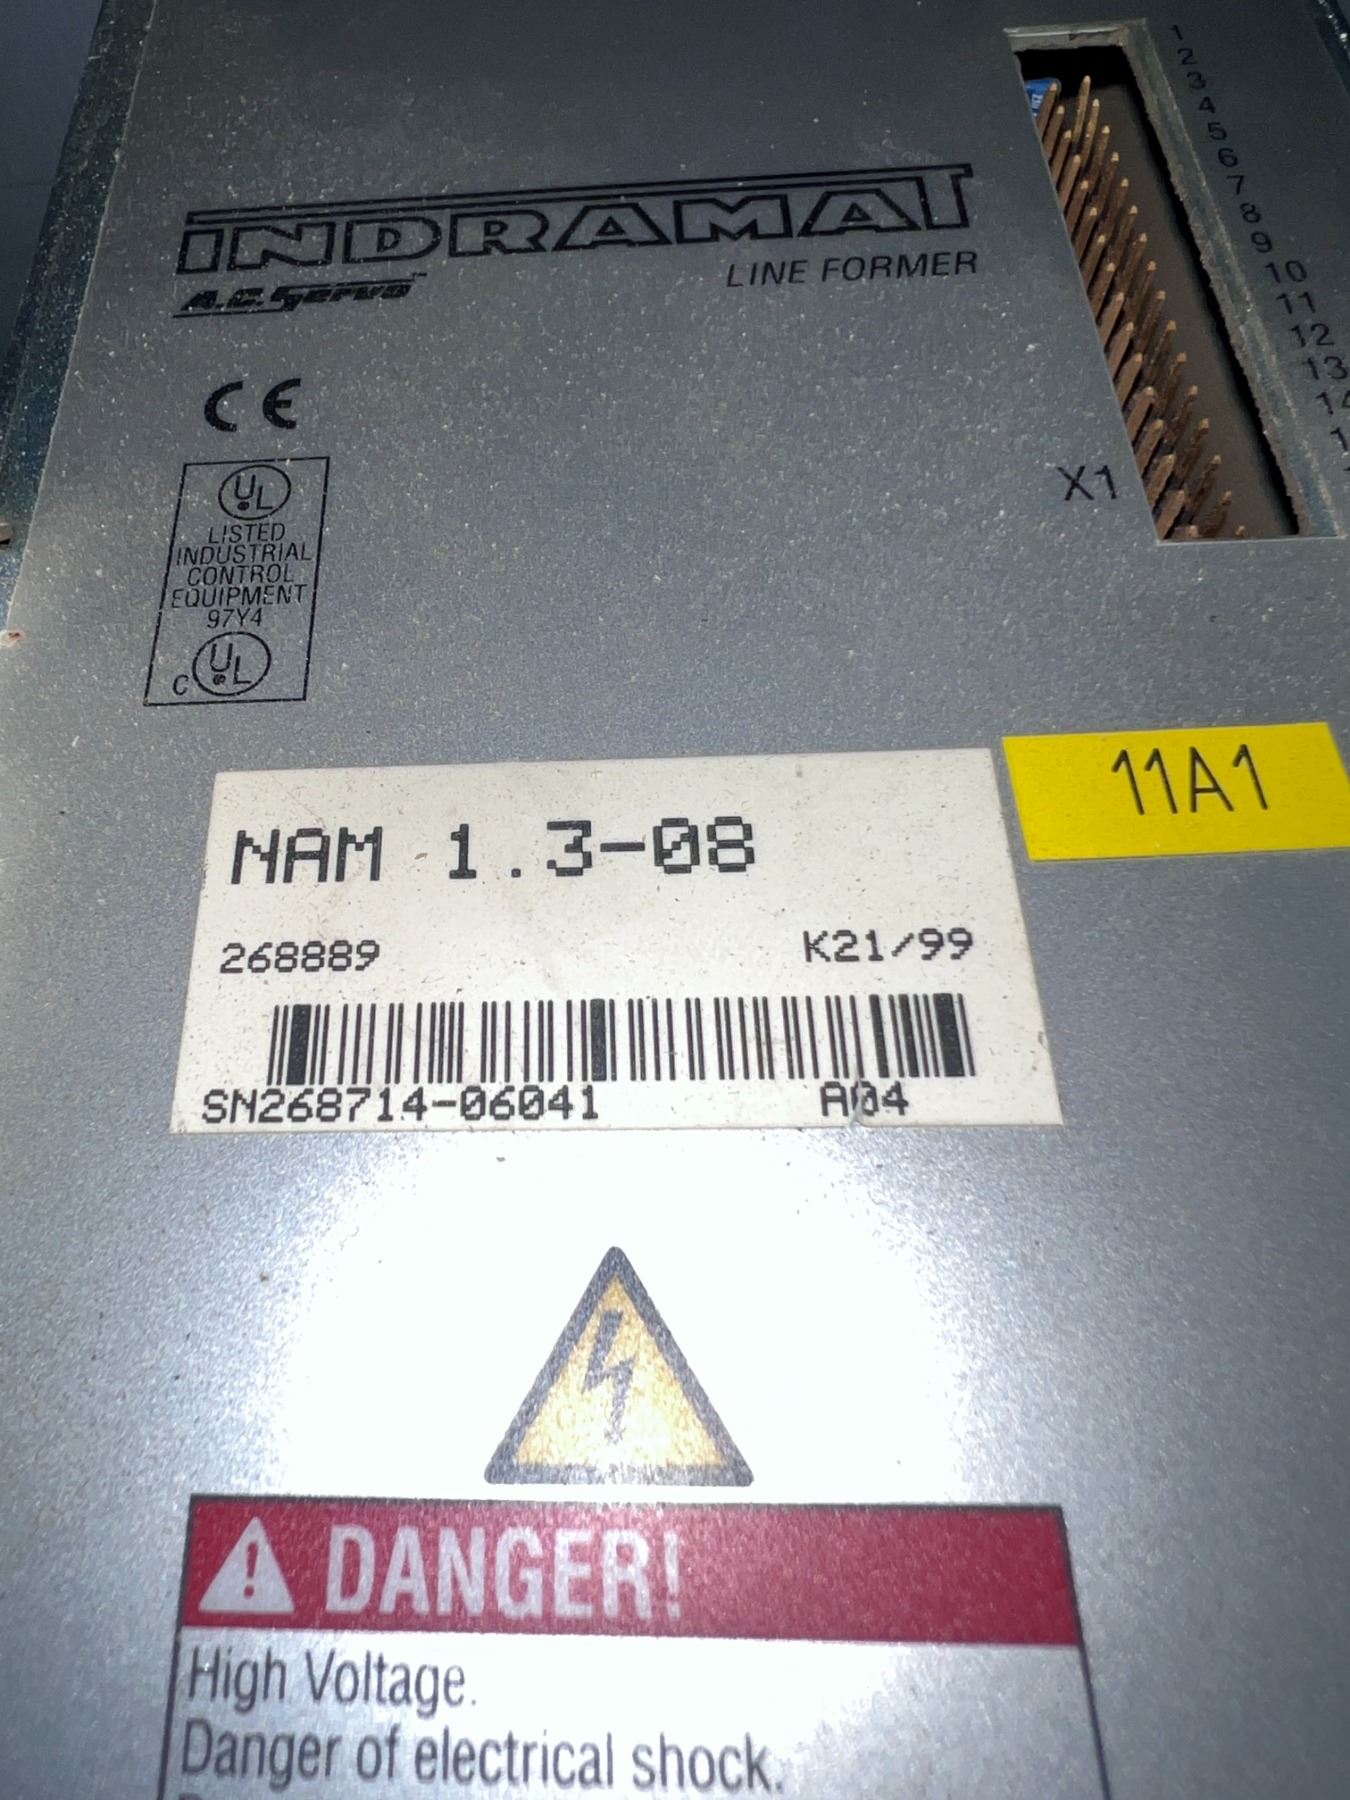 INDRAMAT
A.C. Servo
LINE FORMER
1
2
3
4
5
6
7
8
9
10
11
12
13
X1
CE
UL
LISTED
INDUSTRIAL
CONTROL
EQUIPMENT
97Y4
C UL
11A1
NAM 1.3-08
268889 K21/99
SN268714-06041 A04
DANGER!
High Voltage.
Danger of electrical shock.